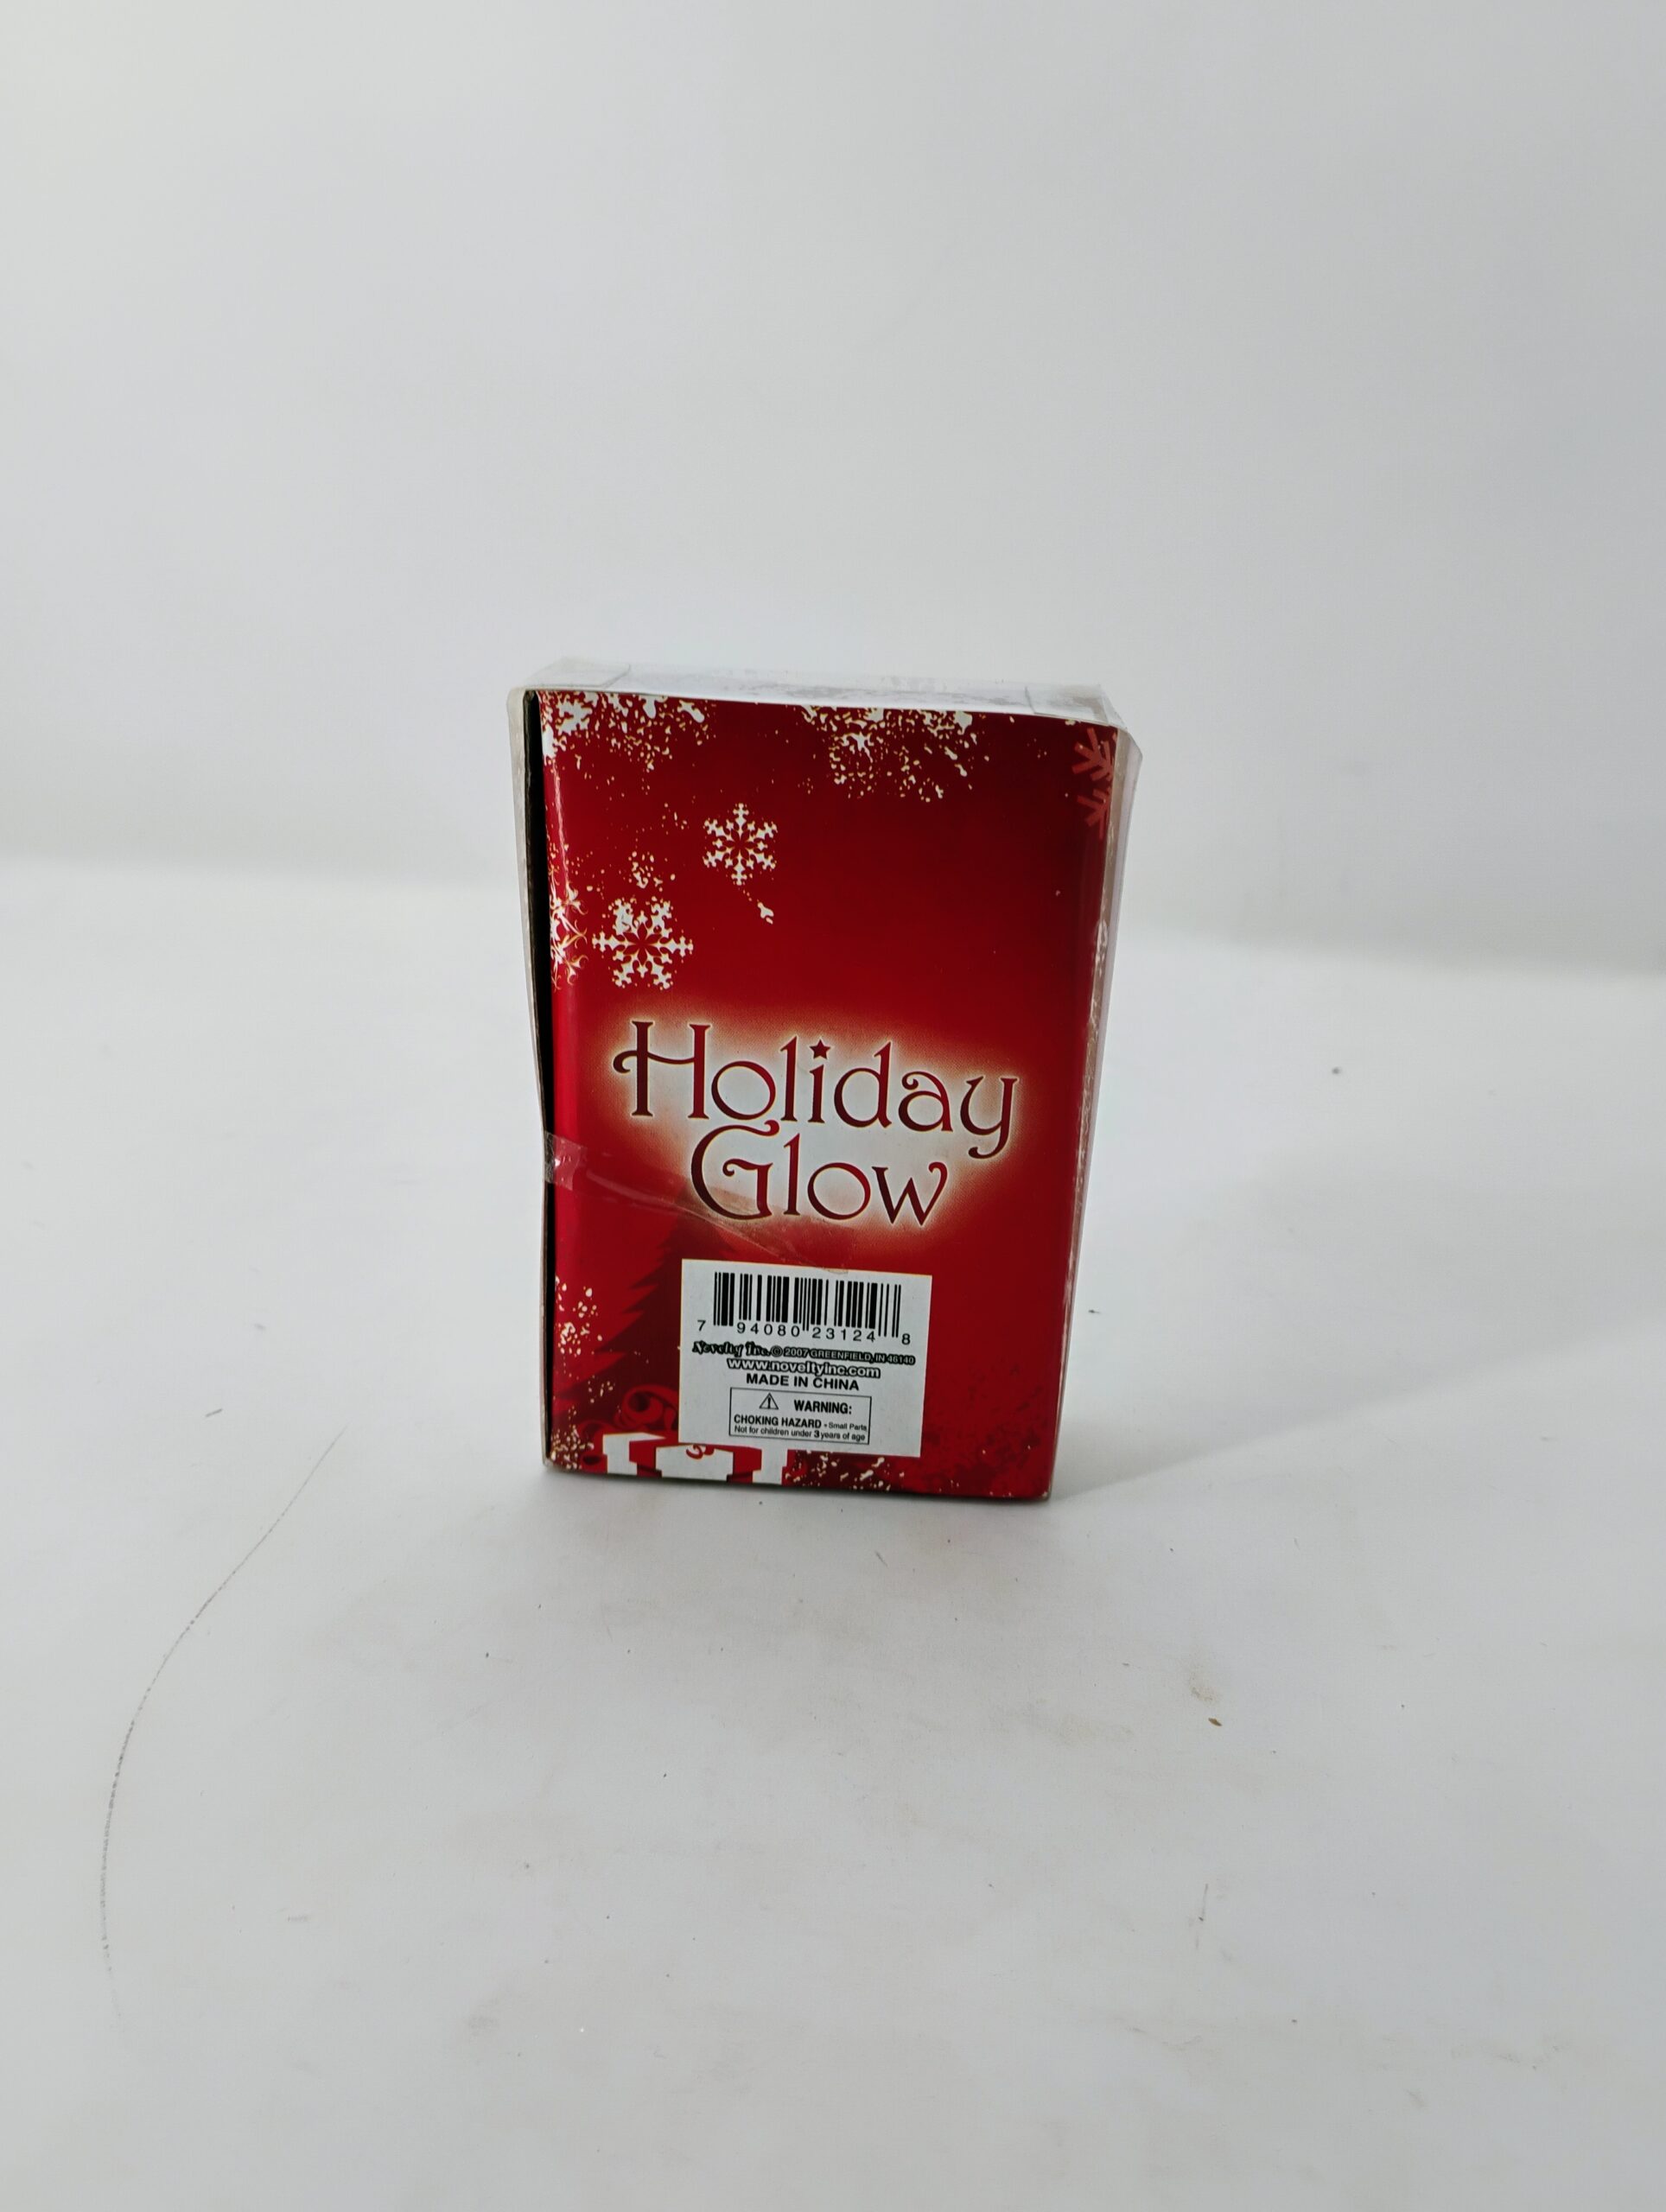 Holiday
Glow
7 94080 23124 8
Novelty Inc. © 2007 GREENFIELD, IN 46140
www.noveltyinc.com
MADE IN CHINA
WARNING:
CHOKING HAZARD - Small Parts
Not for children under 3 years of age